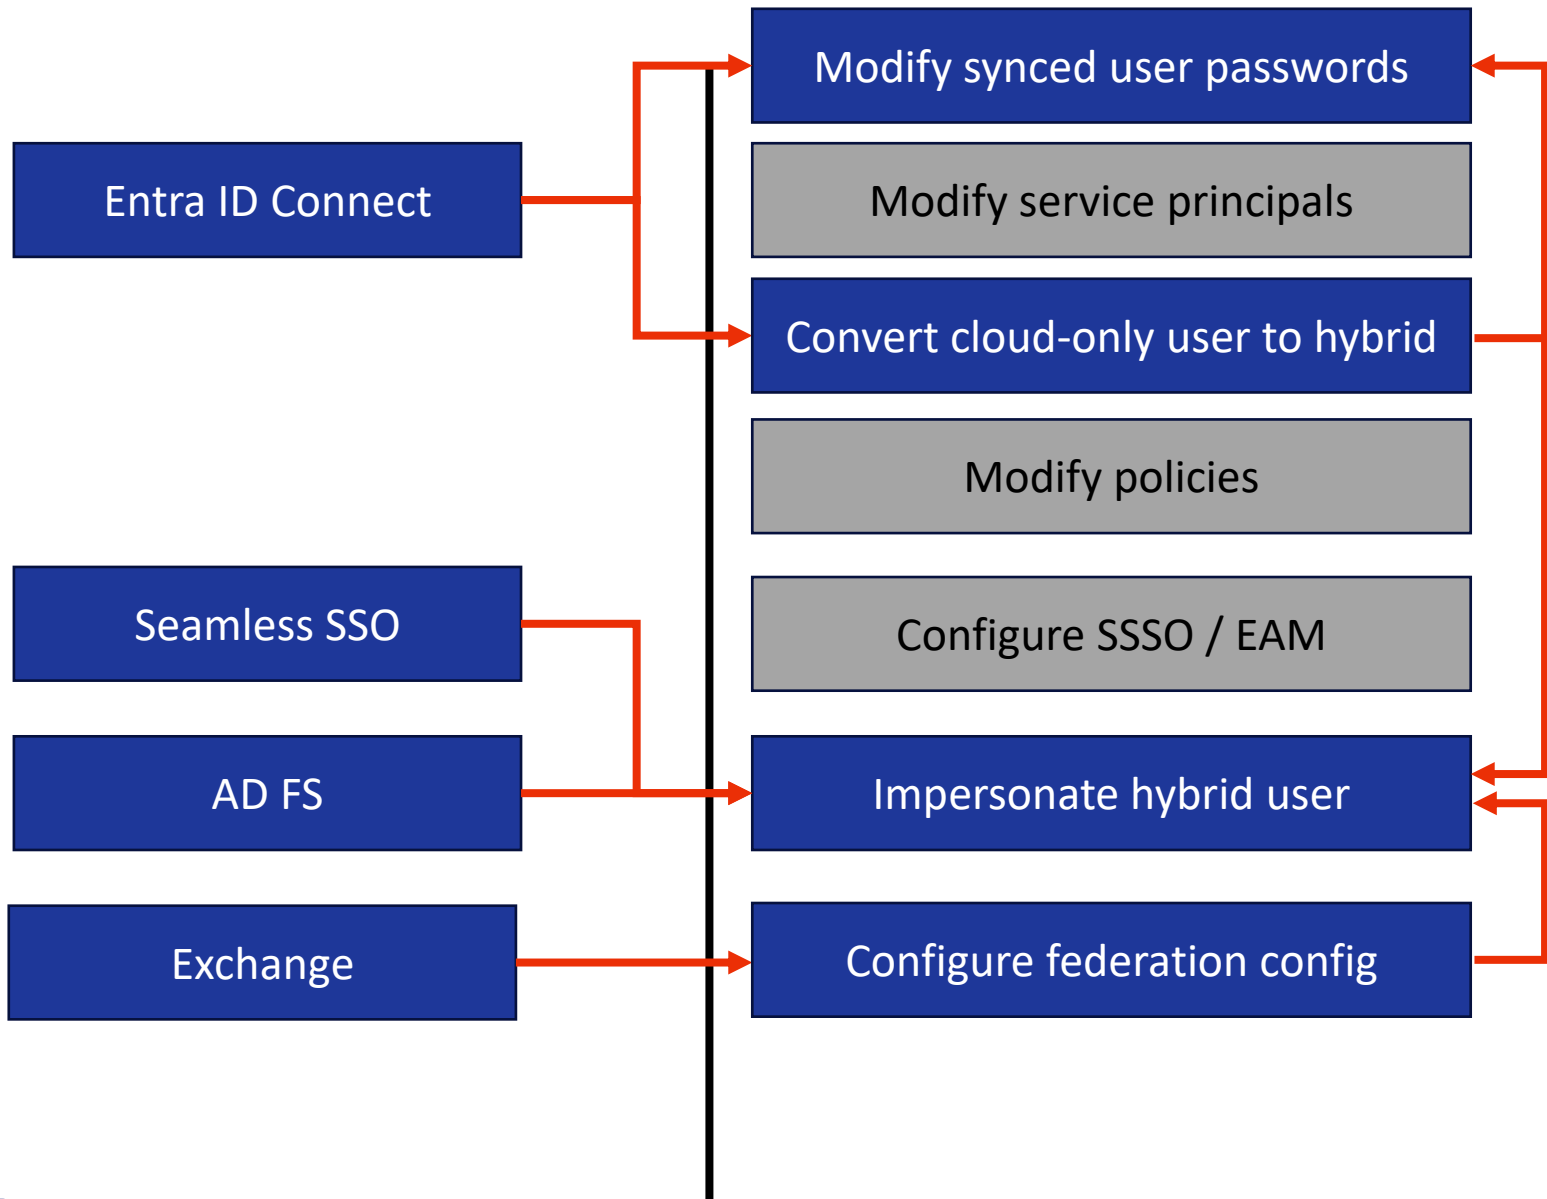 Modify synced user passwords
Entra ID Connect
Modify service principals
Convert cloud-only user to hybrid
Modify policies
Seamless SSO
Configure SSSO / EAM
AD FS
Impersonate hybrid user
Exchange
Configure federation config